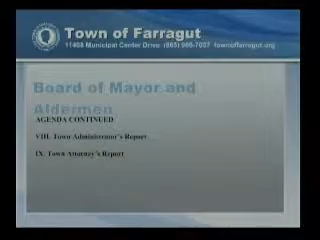 Town of Farragut
11408 Municipal Center Drive (865) 966-7057 townoffarragut.org
Board of Mayor and
Aldermen
AGENDA CONTINUED
VIII. Town Administrator's Report
IX. Town Attorney's Report